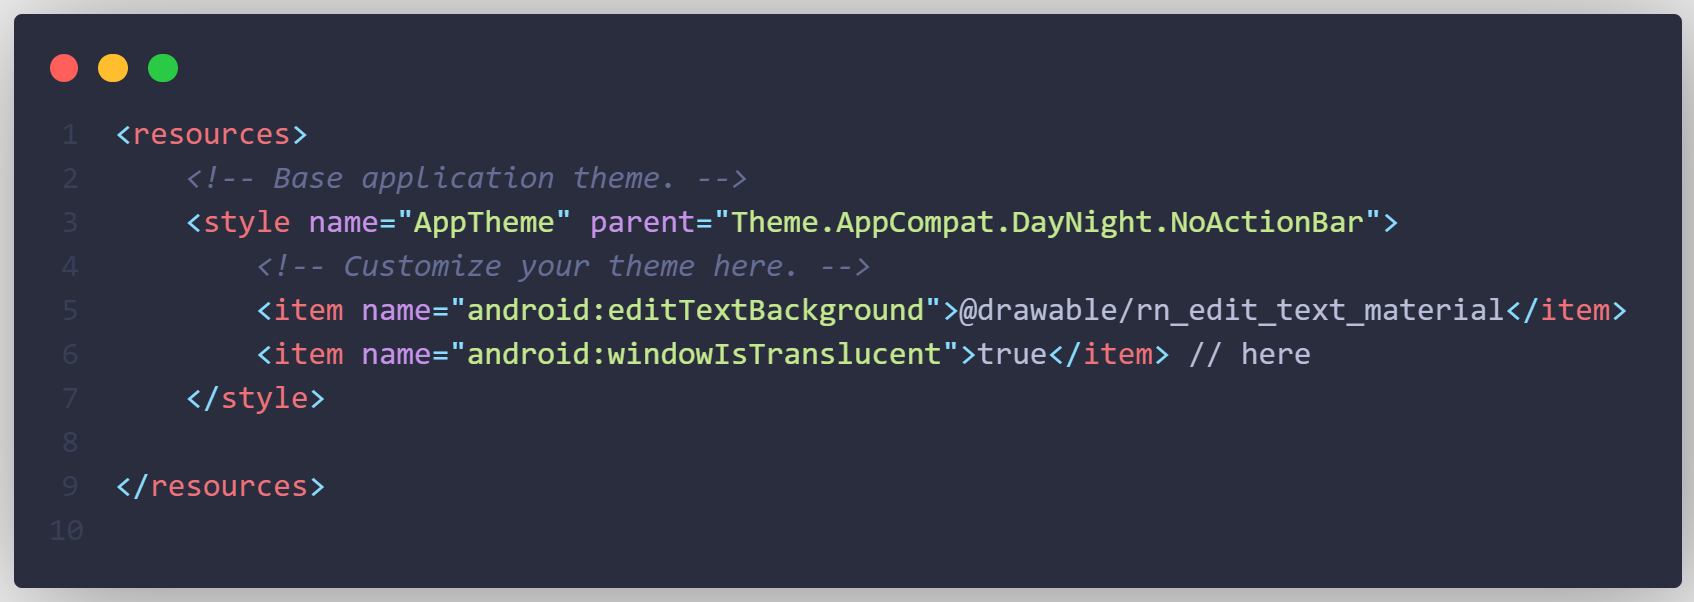 1 <resources>
2 <!-- Base application theme. -->
3 <style name="AppTheme" parent="Theme.AppCompat.DayNight.NoActionBar">
4 <!-- Customize your theme here. -->
5 <item name="android:editTextBackground">@drawable/rn_edit_text_material</item>
6 <item name="android:windowIsTranslucent">true</item> // here
7 </style>
8
9 </resources>
10